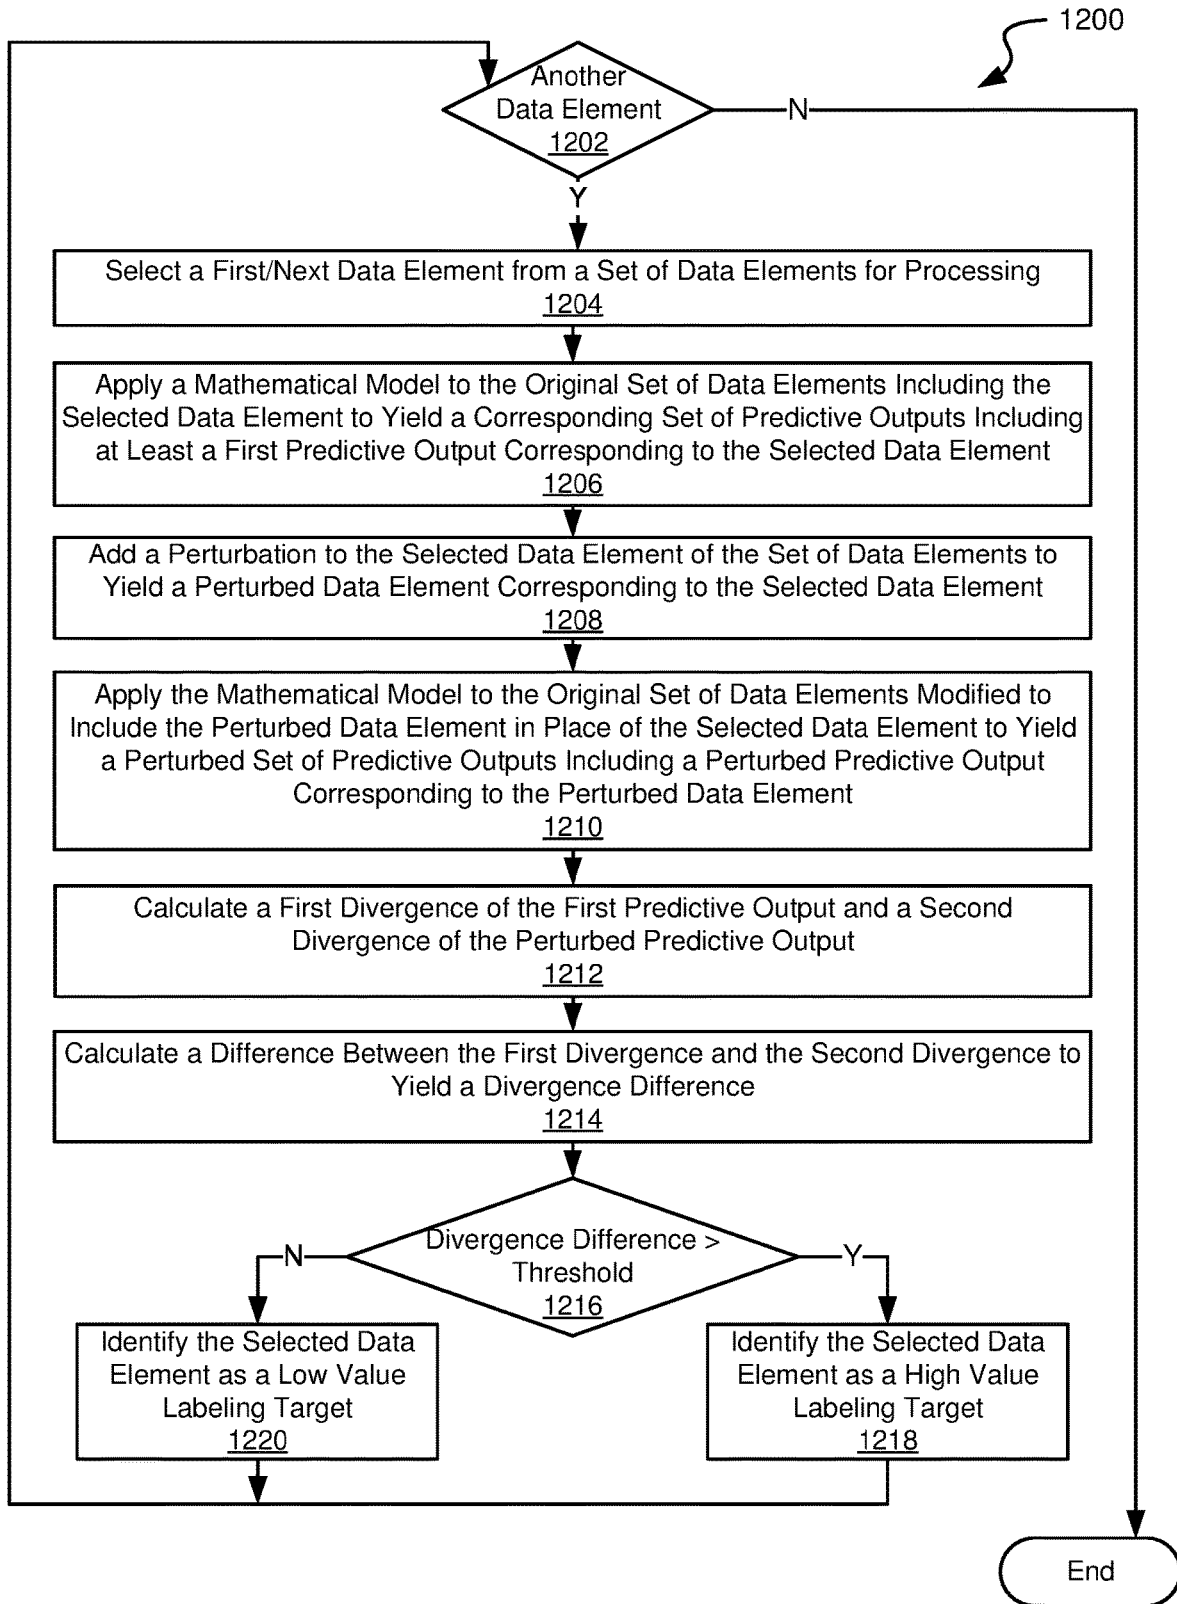 1200
Another
Data Element
1202
N
Y
Select a First/Next Data Element from a Set of Data Elements for Processing
1204
Apply a Mathematical Model to the Original Set of Data Elements Including the
Selected Data Element to Yield a Corresponding Set of Predictive Outputs Including
at Least a First Predictive Output Corresponding to the Selected Data Element
1206
Add a Perturbation to the Selected Data Element of the Set of Data Elements to
Yield a Perturbed Data Element Corresponding to the Selected Data Element
1208
Apply the Mathematical Model to the Original Set of Data Elements Modified to
Include the Perturbed Data Element in Place of the Selected Data Element to Yield
a Perturbed Set of Predictive Outputs Including a Perturbed Predictive Output
Corresponding to the Perturbed Data Element
1210
Calculate a First Divergence of the First Predictive Output and a Second
Divergence of the Perturbed Predictive Output
1212
Calculate a Difference Between the First Divergence and the Second Divergence to
Yield a Divergence Difference
1214
Divergence Difference >
Threshold
1216
N
Y
Identify the Selected Data
Element as a Low Value
Labeling Target
1220
Identify the Selected Data
Element as a High Value
Labeling Target
1218
End